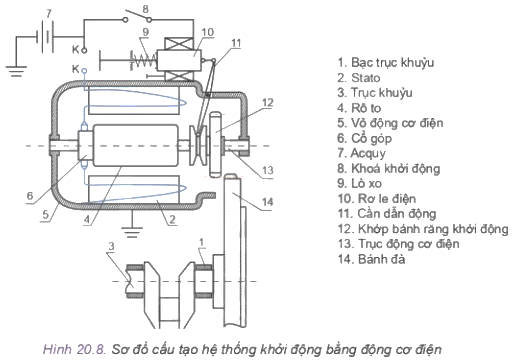 7
8
K
K
9
10
11
12
13
14
6
5
4
2
3
1
1. Bạc trục khuỷu
2. Stato
3. Trục khuỷu
4. Rô to
5. Vỏ động cơ điện
6. Cổ góp
7. Acquy
8. Khoá khởi động
9. Lò xo
10. Rơ le điện
11. Cần dẫn động
12. Khớp bánh răng khởi động
13. Trục động cơ điện
14. Bánh đà
Hình 20.8. Sơ đồ cấu tạo hệ thống khởi động bằng động cơ điện